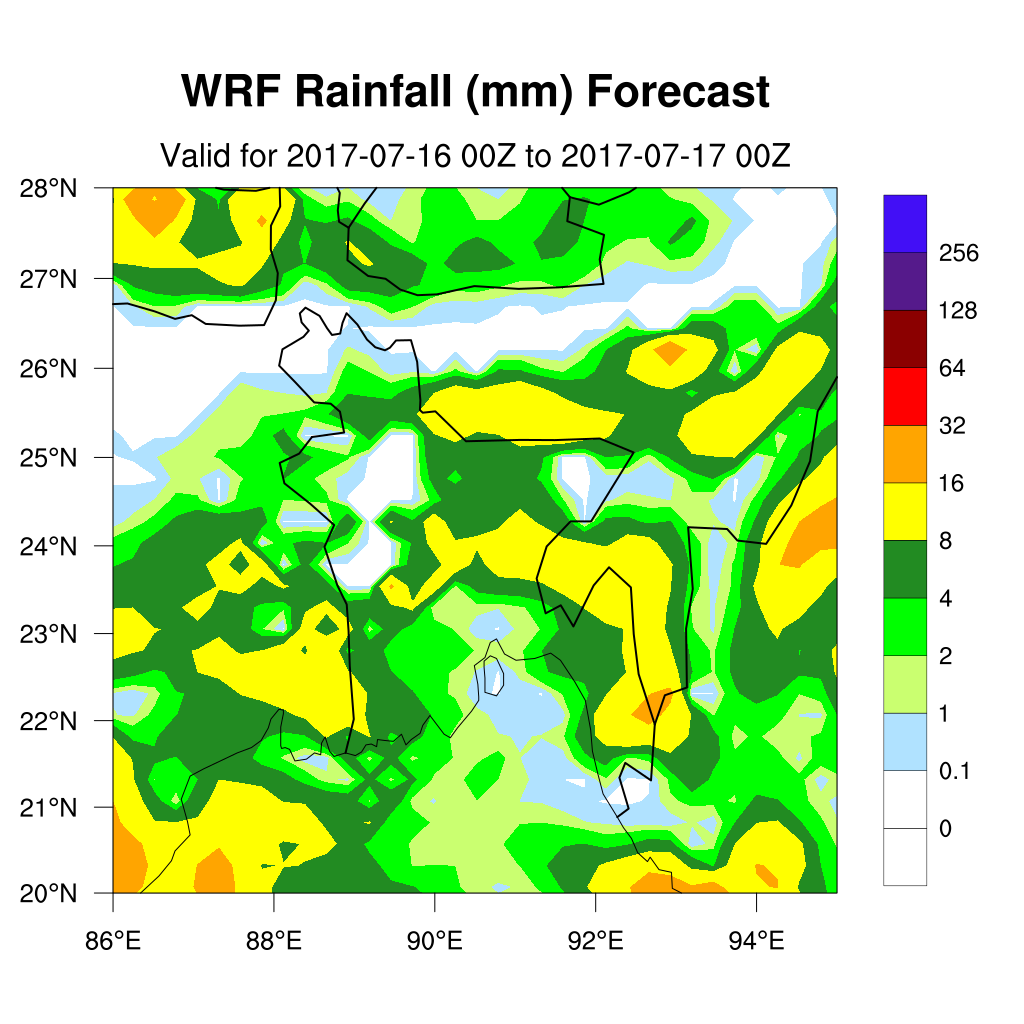 WRF Rainfall (mm) Forecast
Valid for 2017-07-16 00Z to 2017-07-17 00Z
28°N
27°N
26°N
25°N
24°N
23°N
22°N
21°N
20°N
86°E 88°E 90°E 92°E 94°E
256
128
64
32
16
8
4
2
1
0.1
0